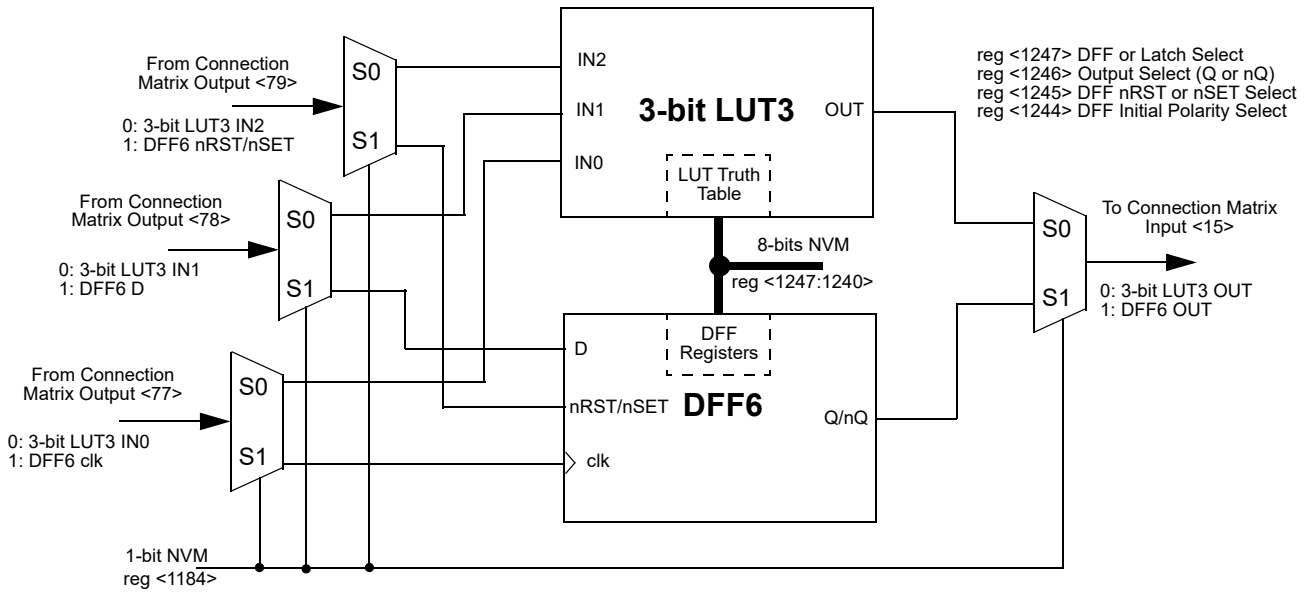 From Connection
Matrix Output <79>
0: 3-bit LUT3 IN2
1: DFF6 nRST/nSET
S0
S1
From Connection
Matrix Output <78>
0: 3-bit LUT3 IN1
1: DFF6 D
S0
S1
From Connection
Matrix Output <77>
0: 3-bit LUT3 IN0
1: DFF6 clk
S0
S1
1-bit NVM
reg <1184>
IN2
IN1
IN0
3-bit LUT3
OUT
LUT Truth
Table
8-bits NVM
reg <1247:1240>
DFF
Registers
D
nRST/nSET
DFF6
Q/nQ
clk
reg <1247> DFF or Latch Select
reg <1246> Output Select (Q or nQ)
reg <1245> DFF nRST or nSET Select
reg <1244> DFF Initial Polarity Select
S0
S1
To Connection Matrix
Input <15>
0: 3-bit LUT3 OUT
1: DFF6 OUT